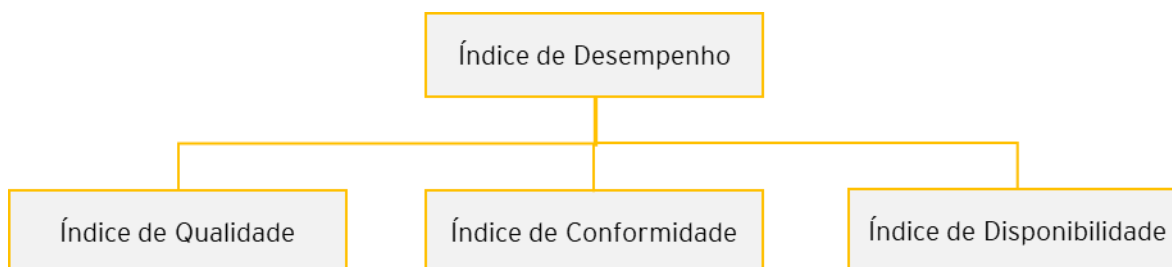 Índice de Desempenho
Índice de Qualidade
Índice de Conformidade
Índice de Disponibilidade